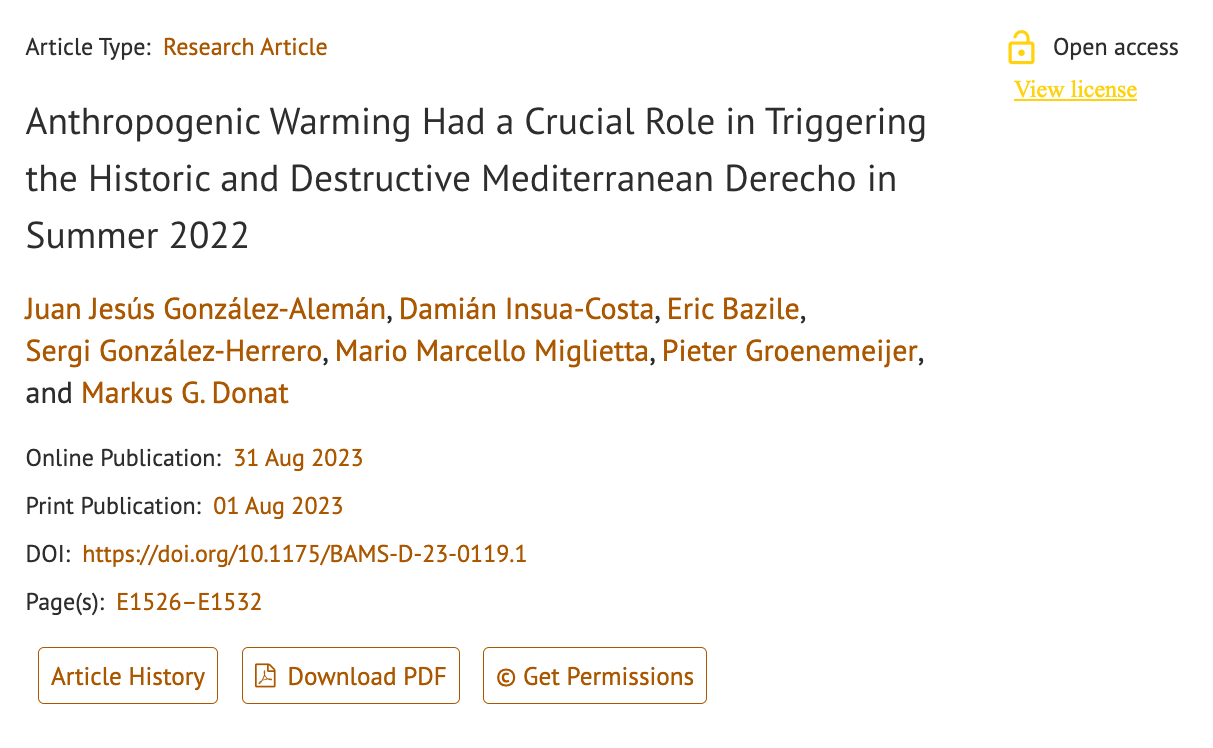 Article Type: Research Article
Open access
View license
Anthropogenic Warming Had a Crucial Role in Triggering
the Historic and Destructive Mediterranean Derecho in
Summer 2022
Juan Jesús González-Alemán, Damián Insua-Costa, Eric Bazile,
Sergi González-Herrero, Mario Marcello Miglietta, Pieter Groenemeijer,
and Markus G. Donat
Online Publication: 31 Aug 2023
Print Publication: 01 Aug 2023
DOI: https://doi.org/10.1175/BAMS-D-23-0119.1
Page(s): E1526–E1532
Article History
Download PDF
© Get Permissions